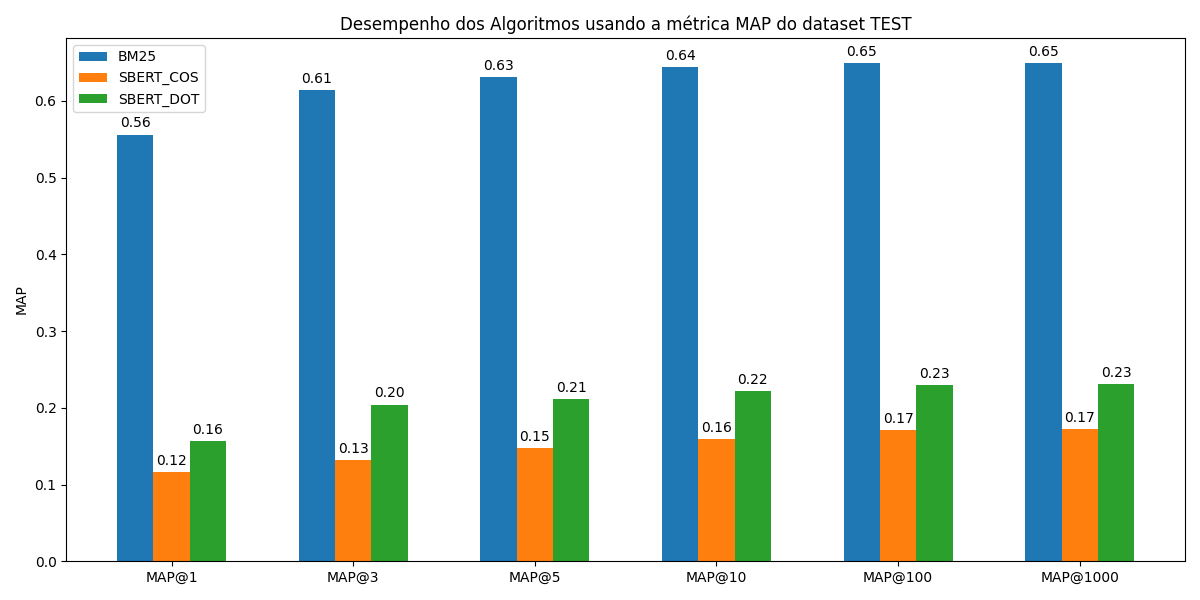 Desempenho dos Algoritmos usando a métrica MAP do dataset TEST
BM25
SBERT_COS
SBERT_DOT
MAP
0.6
0.5
0.4
0.3
0.2
0.1
0.0
0.56
0.12
0.16
0.61
0.13
0.20
0.63
0.15
0.21
0.64
0.16
0.22
0.65
0.17
0.23
0.65
0.17
0.23
MAP@1
MAP@3
MAP@5
MAP@10
MAP@100
MAP@1000